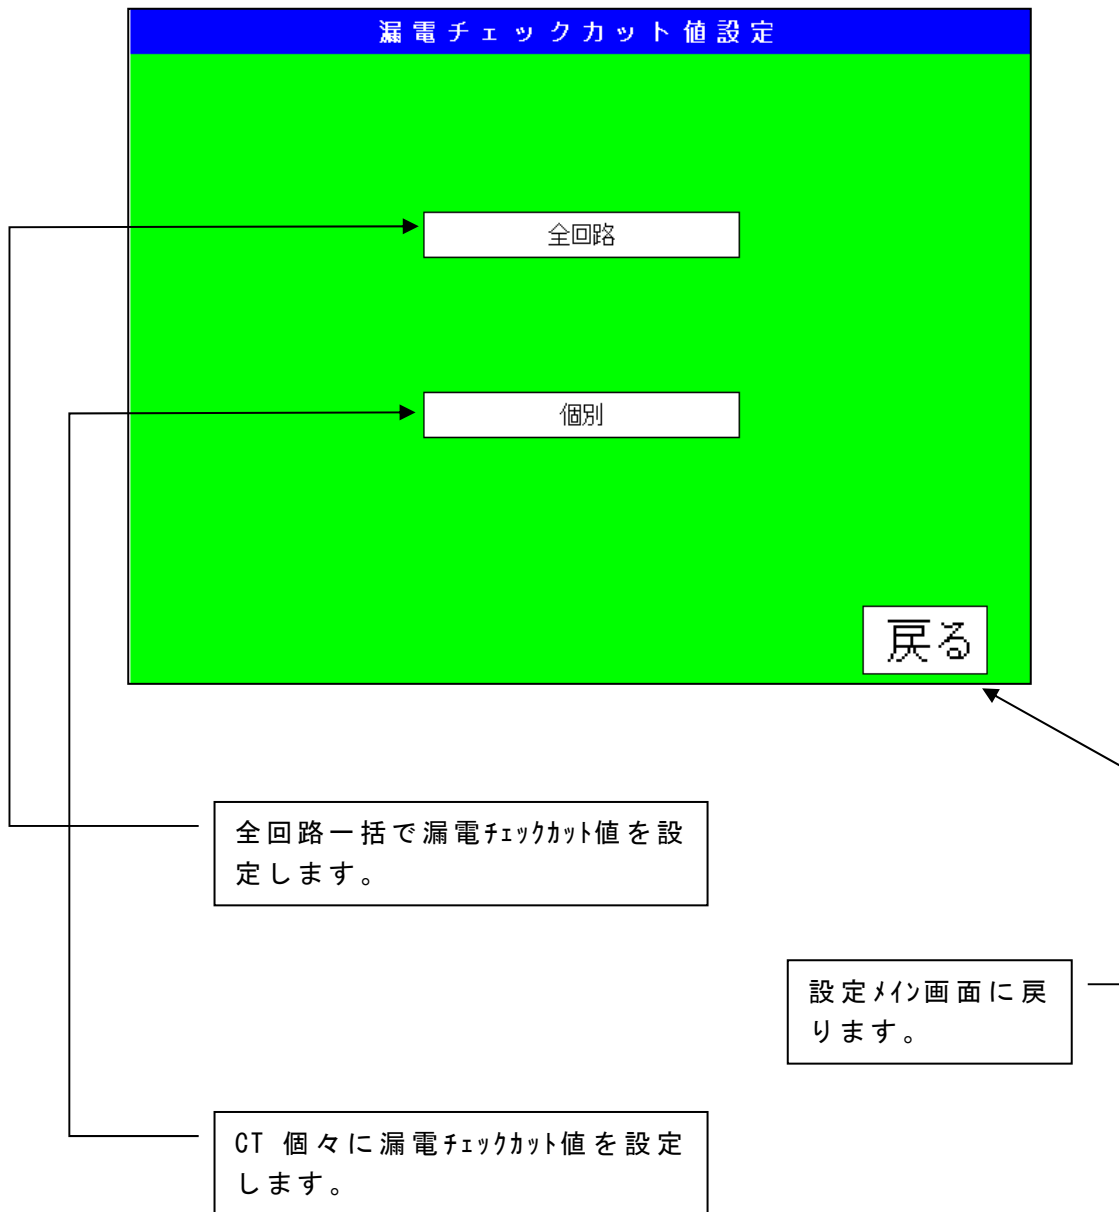 漏電チェックカット値設定
全回路
個別
戻る
全回路一括で漏電ﾁｪｯｸｶｯﾄ値を設
定します。
設定ﾒｲﾝ画面に戻
ります。
CT 個々に漏電ﾁｪｯｸｶｯﾄ値を設定
します。